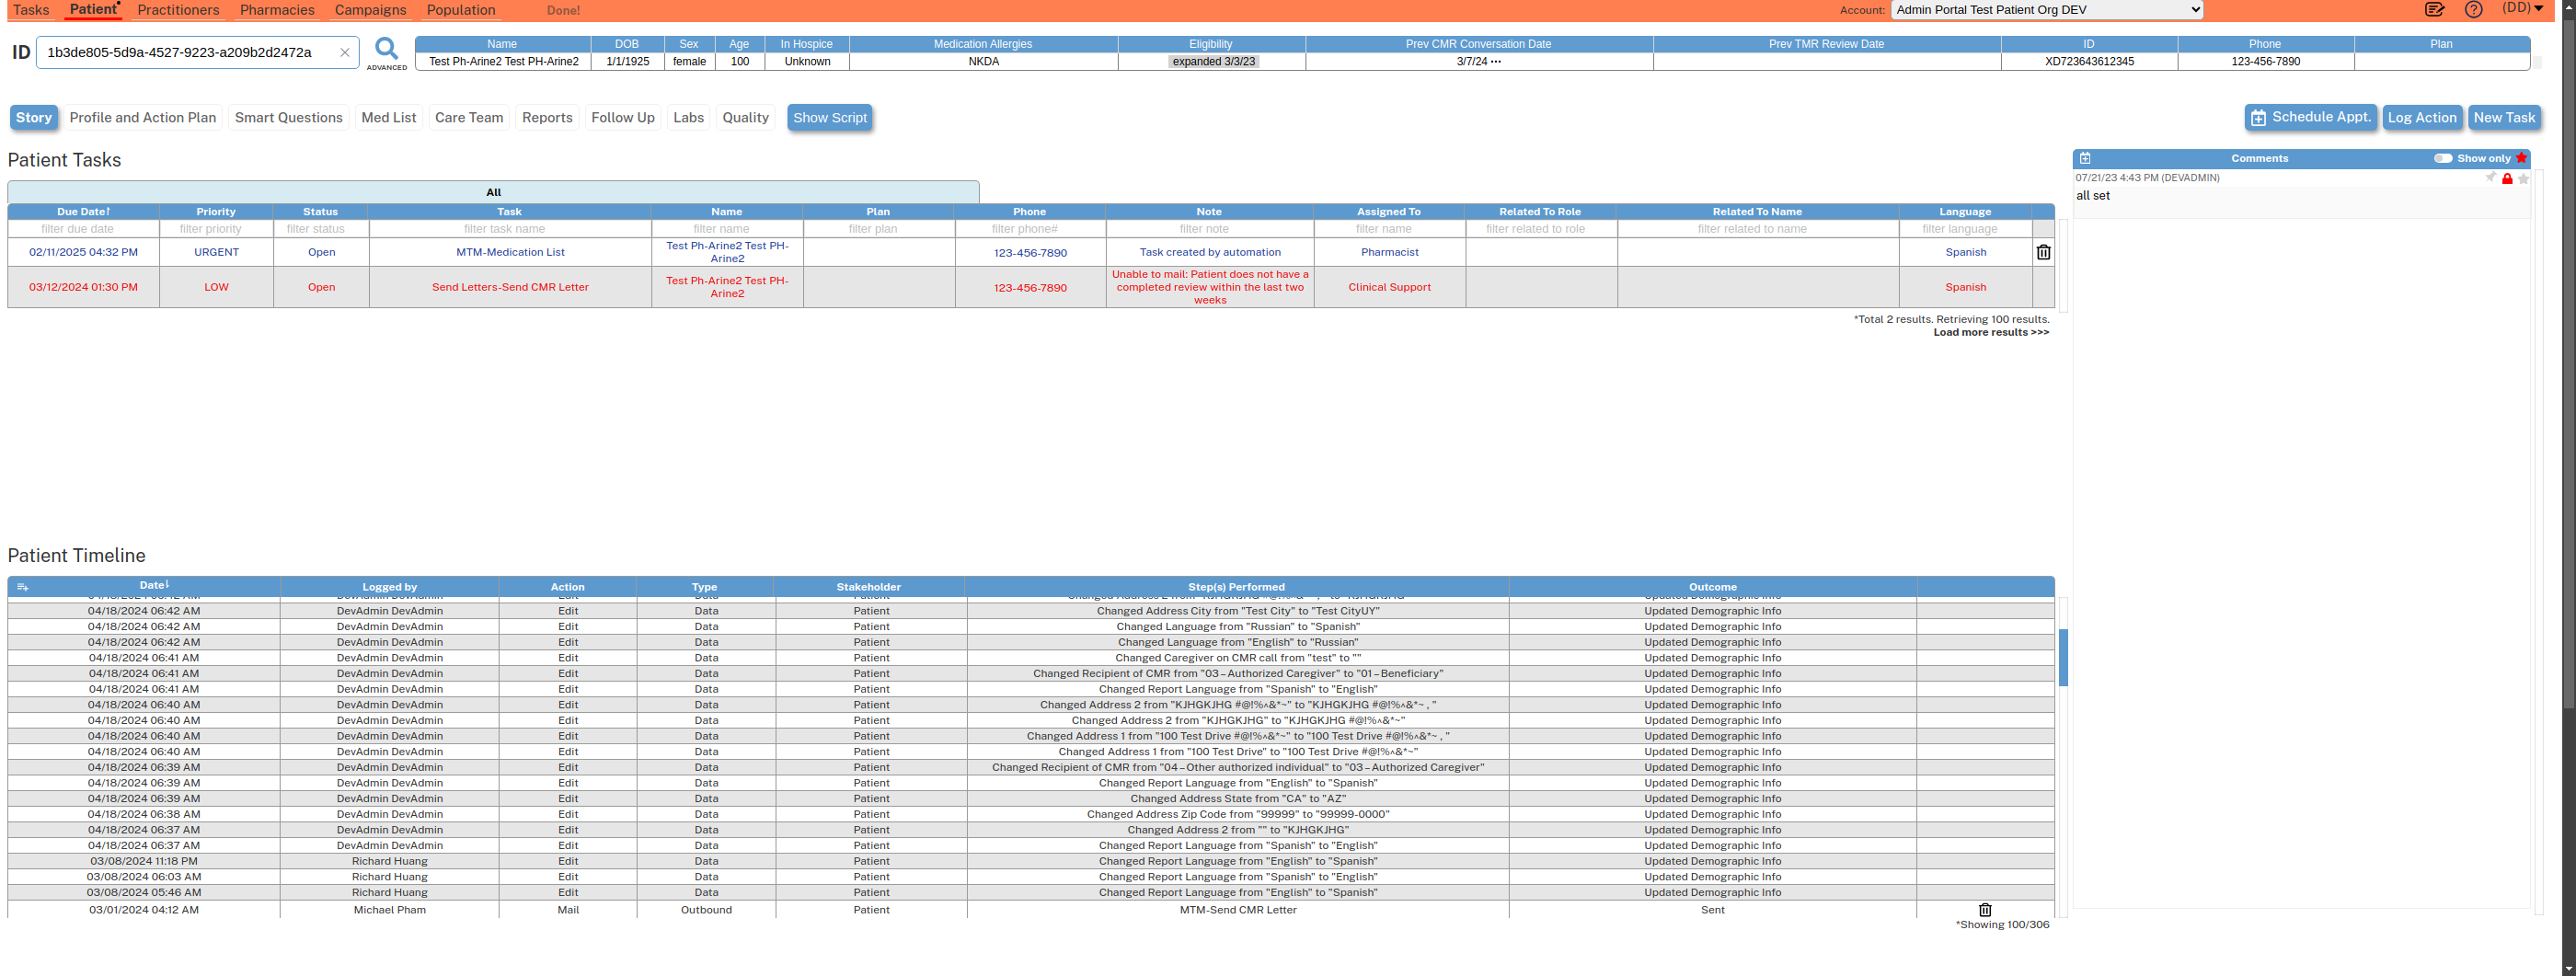 Tasks Patient Practitioners Pharmacies Campaigns Population Done! Account: Admin Portal Test Patient Org DEV (DD)
ID 1b3de805-5d9a-4527-9223-a209b2d2472a ADVANCED
Name DOB Sex Age In Hospice Medication Allergies Eligibility Prev CMR Conversation Date Prev TMR Review Date ID Phone Plan
Test Ph-Arine2 Test PH-Arine2 1/1/1925 female 100 Unknown NKDA expanded 3/3/23 3/7/24 ••• XD723643612345 123-456-7890
Story Profile and Action Plan Smart Questions Med List Care Team Reports Follow Up Labs Quality Show Script Schedule Appt. Log Action New Task
Patient Tasks
All
Due Date↑ Priority Status Task Name Plan Phone Note Assigned To Related To Role Related To Name Language
filter due date filter priority filter status filter task name filter name filter plan filter phone# filter note filter name filter related to role filter related to name filter language
02/11/2025 04:32 PM URGENT Open MTM-Medication List Test Ph-Arine2 Test PH-Arine2 123-456-7890 Task created by automation Pharmacist Spanish
03/12/2024 01:30 PM LOW Open Send Letters-Send CMR Letter Test Ph-Arine2 Test PH-Arine2 123-456-7890 Unable to mail: Patient does not have a completed review within the last two weeks Clinical Support Spanish
*Total 2 results. Retrieving 100 results.
Load more results >>>
Comments Show only
07/21/23 4:43 PM (DEVADMIN)
all set
Patient Timeline
Date↓ Logged by Action Type Stakeholder Step(s) Performed Outcome
04/18/2024 06:42 AM DevAdmin DevAdmin Edit Data Patient Changed Address City from "Test City" to "Test CityUY" Updated Demographic Info
04/18/2024 06:42 AM DevAdmin DevAdmin Edit Data Patient Changed Language from "Russian" to "Spanish" Updated Demographic Info
04/18/2024 06:42 AM DevAdmin DevAdmin Edit Data Patient Changed Language from "English" to "Russian" Updated Demographic Info
04/18/2024 06:41 AM DevAdmin DevAdmin Edit Data Patient Changed Caregiver on CMR call from "test" to "" Updated Demographic Info
04/18/2024 06:41 AM DevAdmin DevAdmin Edit Data Patient Changed Recipient of CMR from "03 – Authorized Caregiver" to "01 – Beneficiary" Updated Demographic Info
04/18/2024 06:41 AM DevAdmin DevAdmin Edit Data Patient Changed Report Language from "Spanish" to "English" Updated Demographic Info
04/18/2024 06:40 AM DevAdmin DevAdmin Edit Data Patient Changed Address 2 from "KJHGKJHG #@!%^&*~" to "KJHGKJHG #@!%^&*~ , " Updated Demographic Info
04/18/2024 06:40 AM DevAdmin DevAdmin Edit Data Patient Changed Address 2 from "KJHGKJHG" to "KJHGKJHG #@!%^&*~" Updated Demographic Info
04/18/2024 06:40 AM DevAdmin DevAdmin Edit Data Patient Changed Address 1 from "100 Test Drive #@!%^&*~" to "100 Test Drive #@!%^&*~ , " Updated Demographic Info
04/18/2024 06:40 AM DevAdmin DevAdmin Edit Data Patient Changed Address 1 from "100 Test Drive" to "100 Test Drive #@!%^&*~" Updated Demographic Info
04/18/2024 06:39 AM DevAdmin DevAdmin Edit Data Patient Changed Recipient of CMR from "04 – Other authorized individual" to "03 – Authorized Caregiver" Updated Demographic Info
04/18/2024 06:39 AM DevAdmin DevAdmin Edit Data Patient Changed Report Language from "English" to "Spanish" Updated Demographic Info
04/18/2024 06:39 AM DevAdmin DevAdmin Edit Data Patient Changed Address State from "CA" to "AZ" Updated Demographic Info
04/18/2024 06:38 AM DevAdmin DevAdmin Edit Data Patient Changed Address Zip Code from "99999" to "99999-0000" Updated Demographic Info
04/18/2024 06:37 AM DevAdmin DevAdmin Edit Data Patient Changed Address 2 from "" to "KJHGKJHG" Updated Demographic Info
04/18/2024 06:37 AM DevAdmin DevAdmin Edit Data Patient Changed Report Language from "Spanish" to "English" Updated Demographic Info
03/08/2024 11:18 PM Richard Huang Edit Data Patient Changed Report Language from "English" to "Spanish" Updated Demographic Info
03/08/2024 06:03 AM Richard Huang Edit Data Patient Changed Report Language from "Spanish" to "English" Updated Demographic Info
03/08/2024 05:46 AM Richard Huang Edit Data Patient Changed Report Language from "English" to "Spanish" Updated Demographic Info
03/01/2024 04:12 AM Michael Pham Mail Outbound Patient MTM-Send CMR Letter Sent
*Showing 100/306